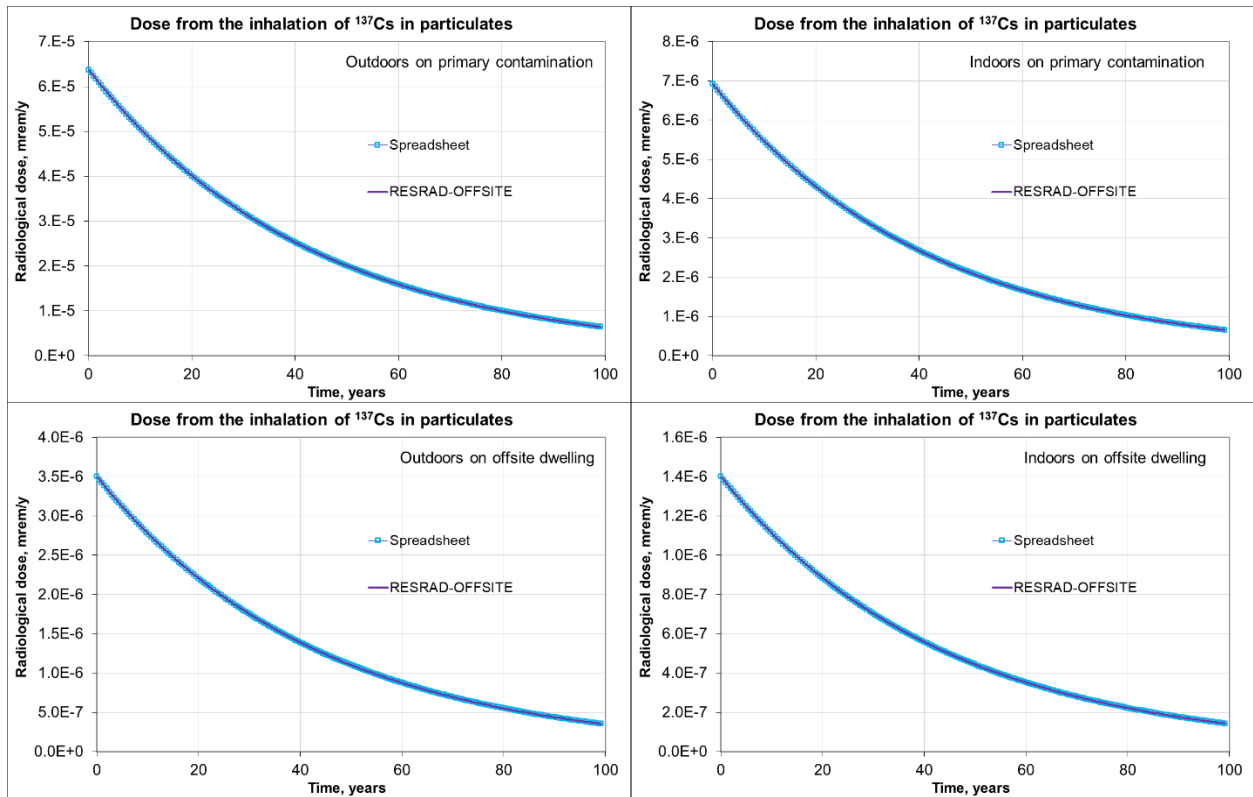 Dose from the inhalation of ¹³⁷Cs in particulates
Outdoors on primary contamination
Radiological dose, mrem/y
7.E-5
6.E-5
5.E-5
4.E-5
3.E-5
2.E-5
1.E-5
0.E+0
Spreadsheet
RESRAD-OFFSITE
0 20 40 60 80 100
Time, years
Dose from the inhalation of ¹³⁷Cs in particulates
Indoors on primary contamination
Radiological dose, mrem/y
8.E-6
7.E-6
6.E-6
5.E-6
4.E-6
3.E-6
2.E-6
1.E-6
0.E+0
Spreadsheet
RESRAD-OFFSITE
0 20 40 60 80 100
Time, years
Dose from the inhalation of ¹³⁷Cs in particulates
Outdoors on offsite dwelling
Radiological dose, mrem/y
4.0E-6
3.5E-6
3.0E-6
2.5E-6
2.0E-6
1.5E-6
1.0E-6
5.0E-7
0.0E+0
Spreadsheet
RESRAD-OFFSITE
0 20 40 60 80 100
Time, years
Dose from the inhalation of ¹³⁷Cs in particulates
Indoors on offsite dwelling
Radiological dose, mrem/y
1.6E-6
1.4E-6
1.2E-6
1.0E-6
8.0E-7
6.0E-7
4.0E-7
2.0E-7
0.0E+0
Spreadsheet
RESRAD-OFFSITE
0 20 40 60 80 100
Time, years